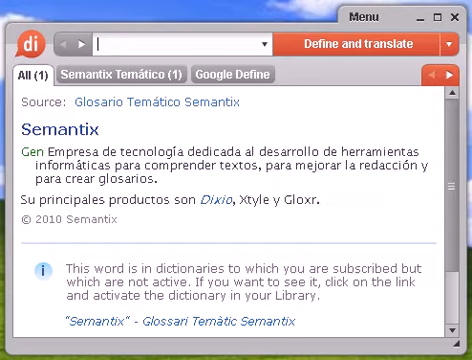 Menu
di
Define and translate
All (1)
Semantix Temático (1)
Google Define
Source: Glosario Temático Semantix
Semantix
Gen Empresa de tecnología dedicada al desarrollo de herramientas
informáticas para comprender textos, para mejorar la redacción y
para crear glosarios.
Su principales productos son Dixio, Xtyle y Gloxr.
© 2010 Semantix
i
This word is in dictionaries to which you are subscribed but
which are not active. If you want to see it, click on the link
and activate the dictionary in your Library.
"Semantix" - Glossari Temàtic Semantix